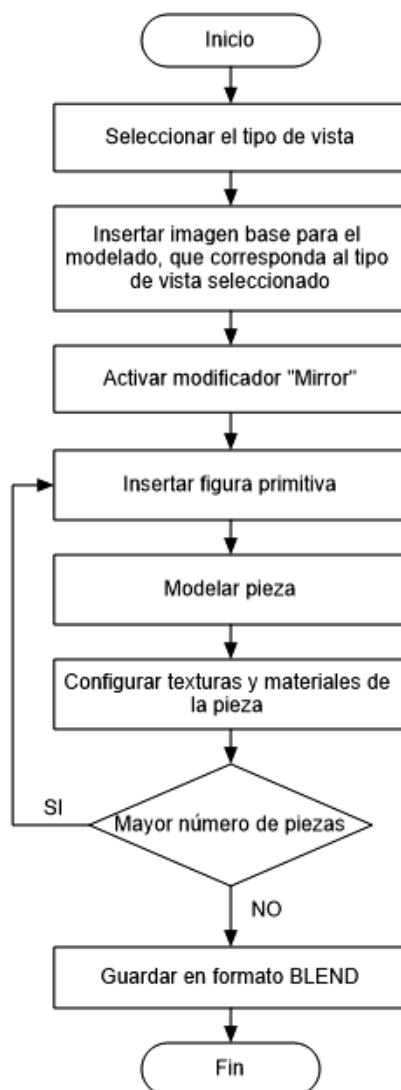 Inicio
Seleccionar el tipo de vista
Insertar imagen base para el
modelado, que corresponda al tipo
de vista seleccionado
Activar modificador "Mirror"
Insertar figura primitiva
Modelar pieza
Configurar texturas y materiales de
la pieza
SI
Mayor número de piezas
NO
Guardar en formato BLEND
Fin